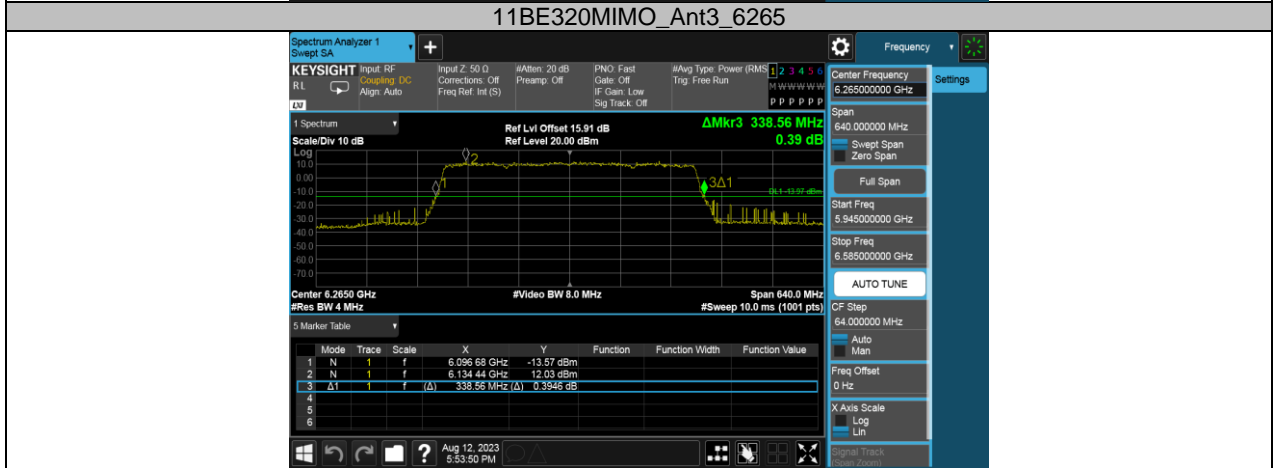 11BE320MIMO_Ant3_6265
Spectrum Analyzer 1
Swept SA
+
Frequency
KEYSIGHT Input: RF Input Z: 50 Ω #Atten: 20 dB PNO: Fast #Avg Type: Power (RMS 1 2 3 4 5 6
RL Coupling: DC Corrections: Off Preamp: Off Gate: Off Trig: Free Run M W W W W W
Align: Auto Freq Ref: Int (S) IF Gain: Low P P P P P P
Sig Track: Off
LXI
1 Spectrum
Scale/Div 10 dB
Ref Lvl Offset 15.91 dB
Ref Level 20.00 dBm
ΔMkr3 338.56 MHz
0.39 dB
Log
10.0
0.00
-10.0
-20.0
-30.0
-40.0
-50.0
-60.0
-70.0
2
1
3Δ1
DL1 -13.97 dBm
Center 6.2650 GHz #Video BW 8.0 MHz Span 640.0 MHz
#Res BW 4 MHz #Sweep 10.0 ms (1001 pts)
5 Marker Table
Mode Trace Scale X Y Function Function Width Function Value
1 N 1 f 6.096 68 GHz -13.57 dBm
2 N 1 f 6.134 44 GHz 12.03 dBm
3 Δ1 1 f (Δ) 338.56 MHz (Δ) 0.3946 dB
4
5
6
?
Aug 12, 2023
5:53:50 PM
Center Frequency
6.265000000 GHz
Settings
Span
640.000000 MHz
Swept Span
Zero Span
Full Span
Start Freq
5.945000000 GHz
Stop Freq
6.585000000 GHz
AUTO TUNE
CF Step
64.000000 MHz
Auto
Man
Freq Offset
0 Hz
X Axis Scale
Log
Lin
Signal Track
(Span Zoom)